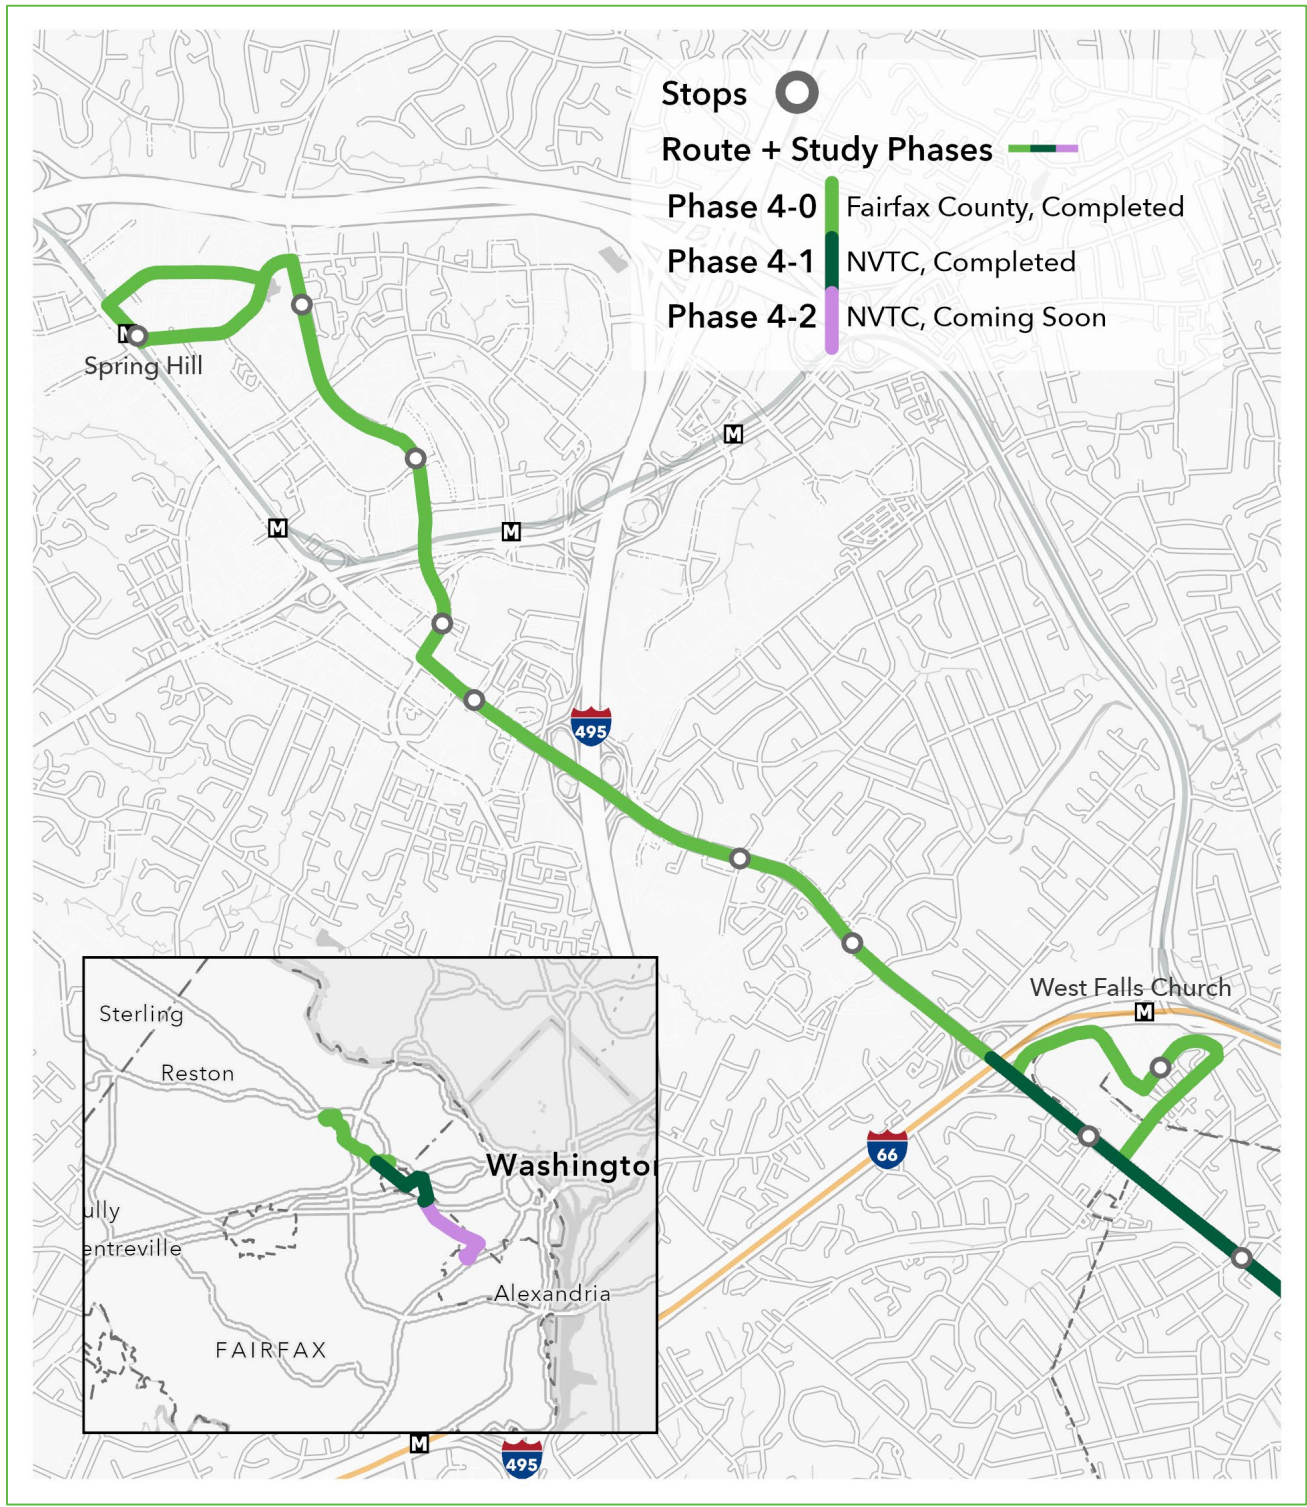 Stops
Route + Study Phases
Phase 4-0 Fairfax County, Completed
Phase 4-1 NVTC, Completed
Phase 4-2 NVTC, Coming Soon
M
Spring Hill
M
M
M
495
West Falls Church
M
66
Sterling
Reston
Washington
ully
entreville
Alexandria
FAIRFAX
M
495